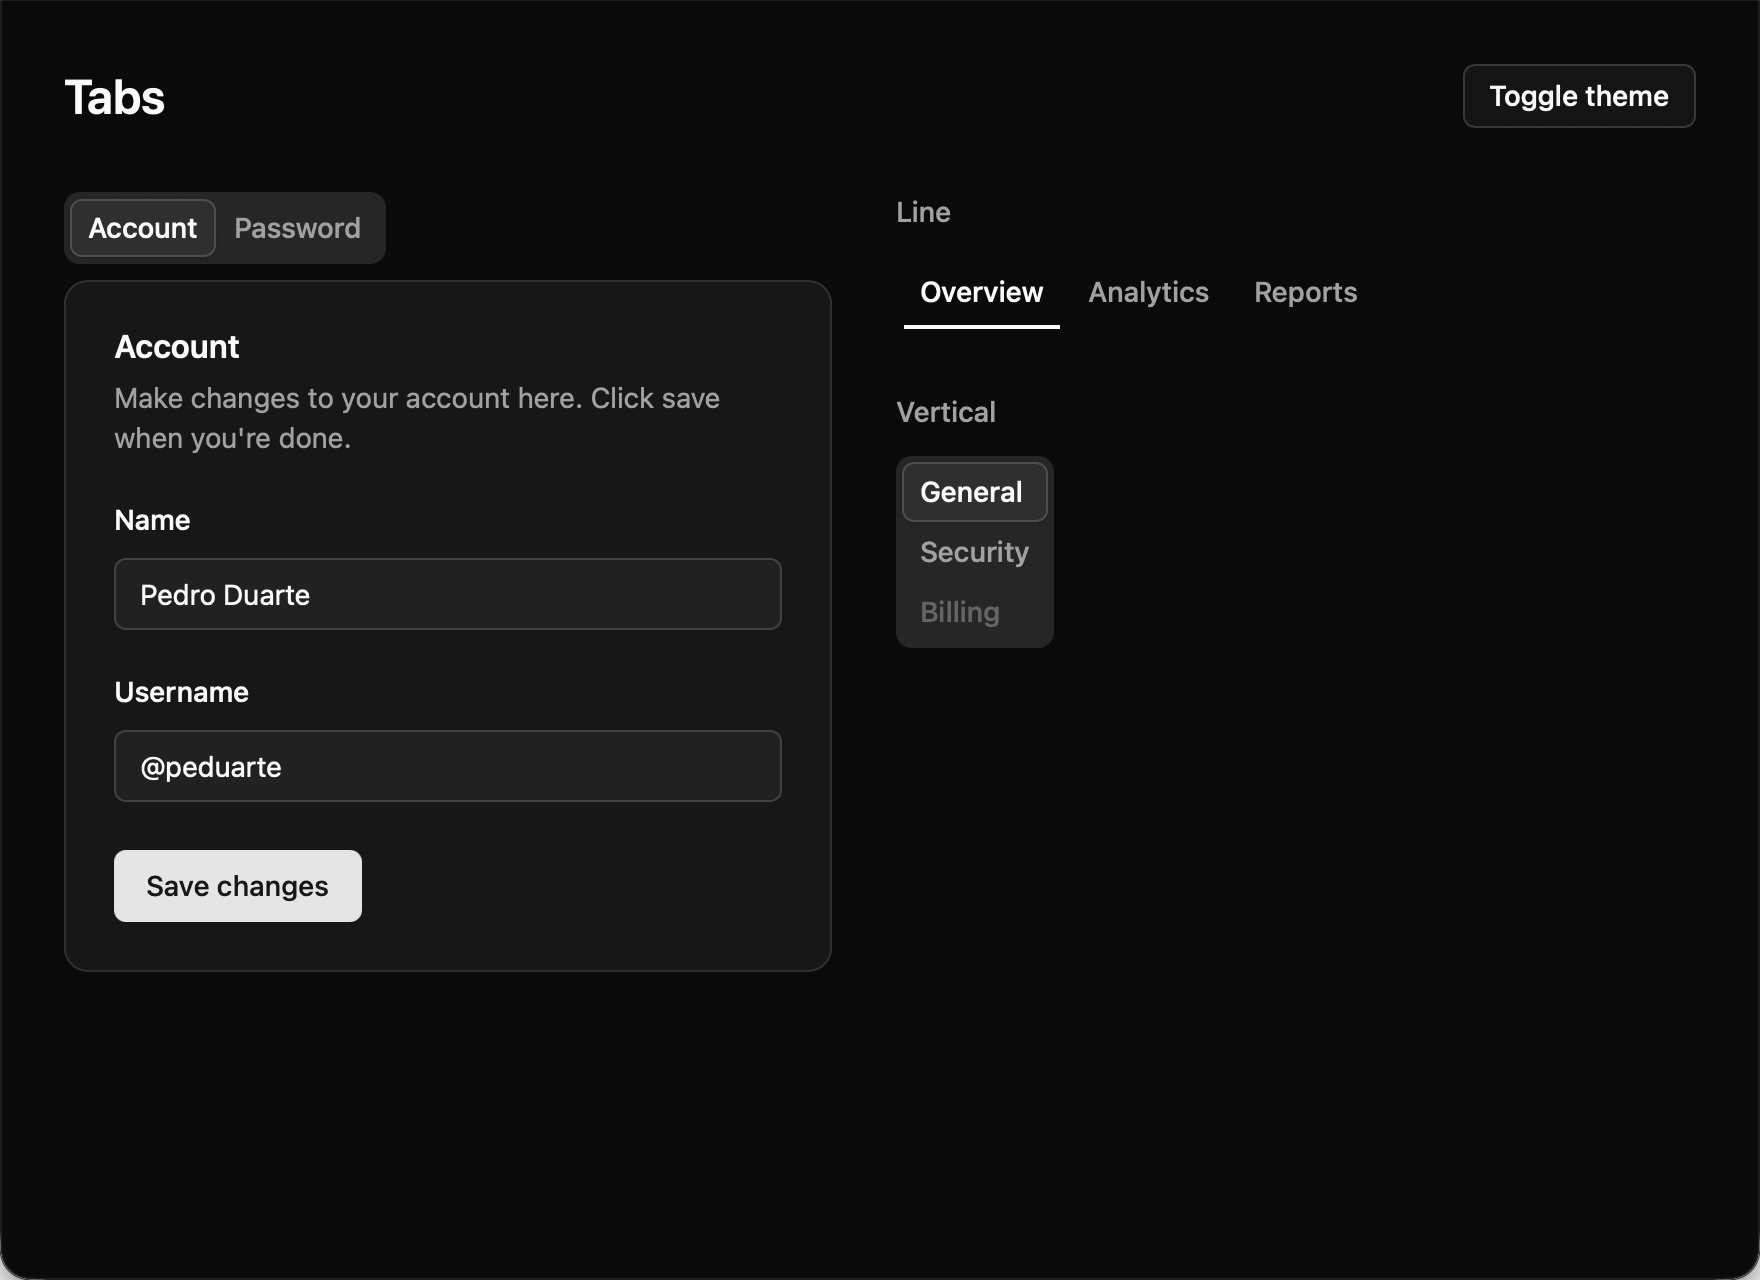 Tabs
Toggle theme
Account
Password
Account
Make changes to your account here. Click save
when you're done.
Name
Pedro Duarte
Username
@peduarte
Save changes
Line
Overview
Analytics
Reports
Vertical
General
Security
Billing